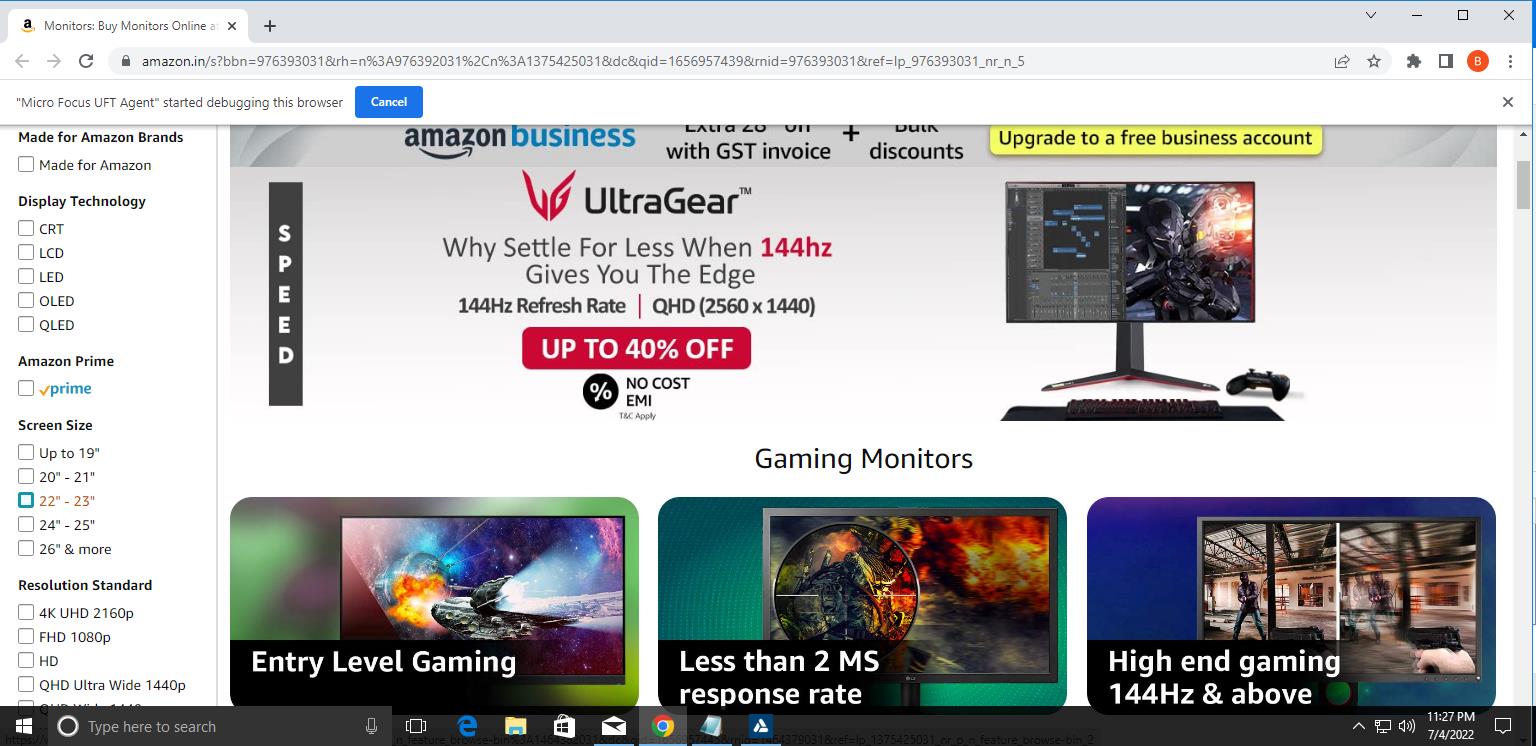 Monitors: Buy Monitors Online at
amazon.in/s?bbn=976393031&rh=n%3A976392031%2Cn%3A1375425031&dc&qid=1656957439&rnid=976393031&ref=lp_976393031_nr_n_5
B
"Micro Focus UFT Agent" started debugging this browser
Cancel
Made for Amazon Brands
Made for Amazon
Display Technology
CRT
LCD
LED
OLED
QLED
Amazon Prime
prime
Screen Size
Up to 19"
20" - 21"
22" - 23"
24" - 25"
26" & more
Resolution Standard
4K UHD 2160p
FHD 1080p
HD
QHD Ultra Wide 1440p
amazon business
Extra 28 off
with GST invoice
+
Bulk
discounts
Upgrade to a free business account
SPEED
UltraGear™
Why Settle For Less When 144hz
Gives You The Edge
144Hz Refresh Rate | QHD (2560 x 1440)
UP TO 40% OFF
% NO COST
EMI
T&C Apply
Gaming Monitors
Entry Level Gaming
Less than 2 MS
response rate
LG
High end gaming
144Hz & above
Type here to search
11:27 PM
7/4/2022